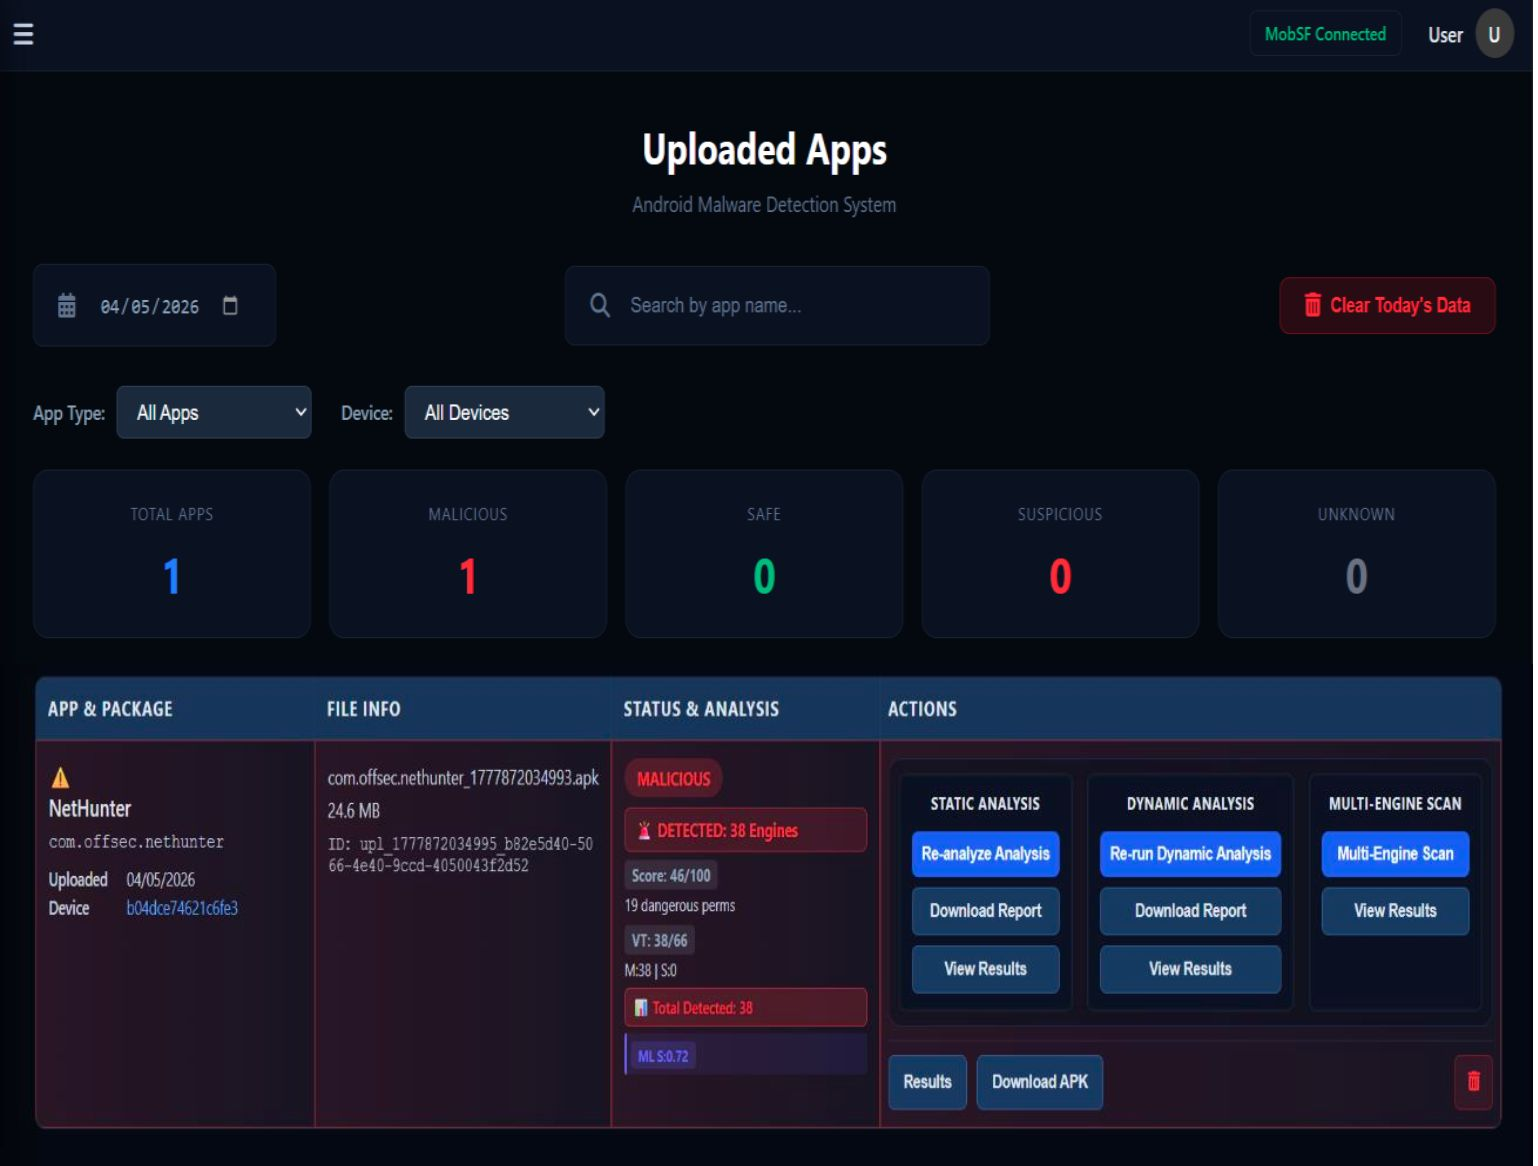 MobSF Connected
User
U
Uploaded Apps
Android Malware Detection System
04/05/2026
Search by app name...
Clear Today's Data
App Type:
All Apps
Device:
All Devices
TOTAL APPS
1
MALICIOUS
1
SAFE
0
SUSPICIOUS
0
UNKNOWN
0
APP & PACKAGE
FILE INFO
STATUS & ANALYSIS
ACTIONS
NetHunter
com.offsec.nethunter
Uploaded 04/05/2026
Device b04dce74621c6fe3
com.offsec.nethunter_1777872034993.apk
24.6 MB
ID: upl_1777872034995_b82e5d40-50
66-4e40-9ccd-4050043f2d52
MALICIOUS
DETECTED: 38 Engines
Score: 46/100
19 dangerous perms
VT: 38/66
M:38 | S:0
Total Detected: 38
ML S:0.72
STATIC ANALYSIS
Re-analyze Analysis
Download Report
View Results
DYNAMIC ANALYSIS
Re-run Dynamic Analysis
Download Report
View Results
MULTI-ENGINE SCAN
Multi-Engine Scan
View Results
Results
Download APK